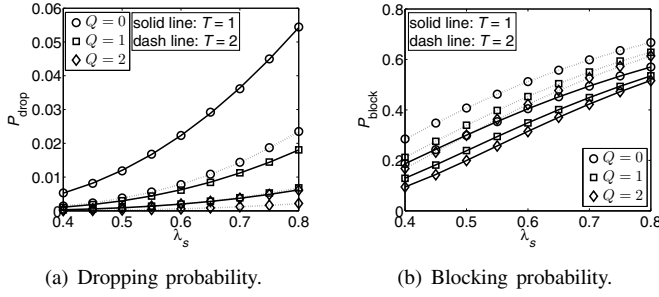 0.06
0.05
0.04
0.03
0.02
0.01
0
P_drop
Q = 0
Q = 1
Q = 2
solid line: T = 1
dash line: T = 2
0.4 0.5 0.6 0.7 0.8
λ_s
(a) Dropping probability.
0.8
0.6
0.4
0.2
0
P_block
solid line: T = 1
dash line: T = 2
Q = 0
Q = 1
Q = 2
0.4 0.5 0.6 0.7 0.8
λ_s
(b) Blocking probability.